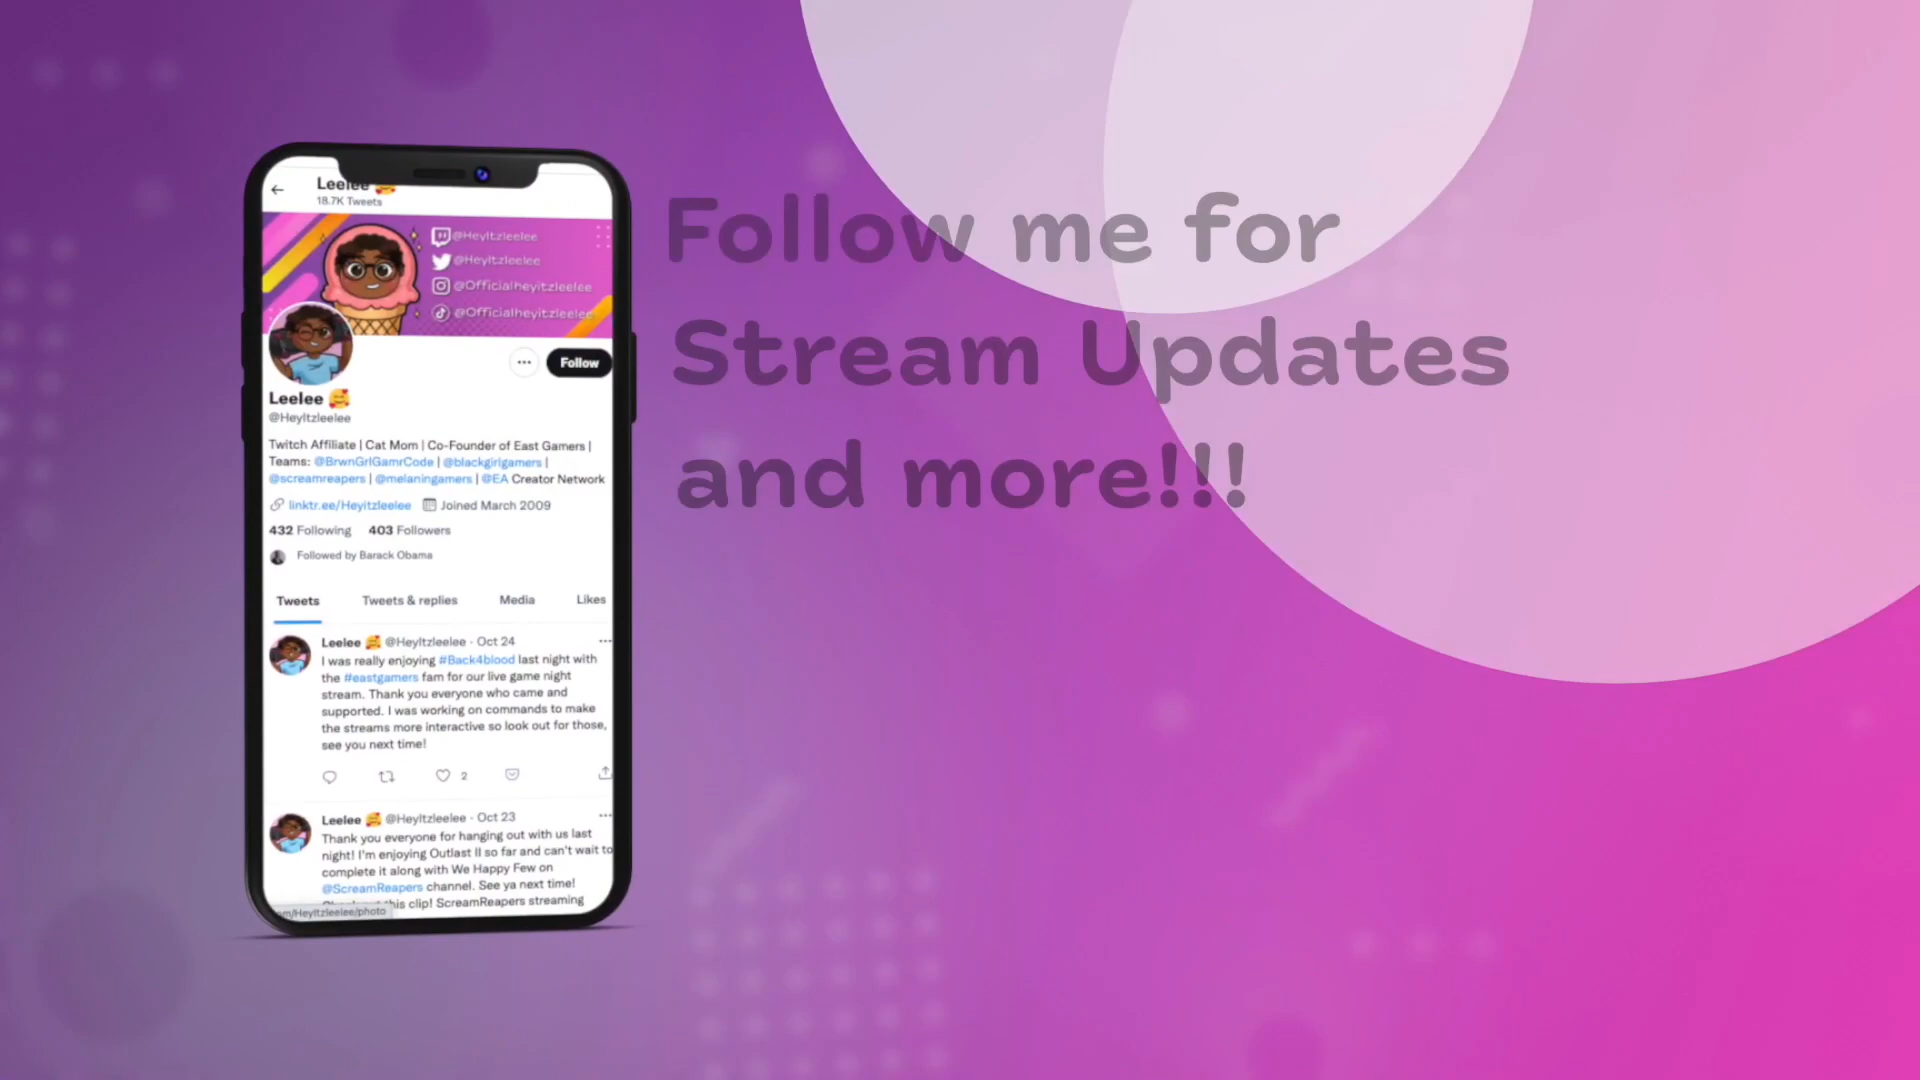 Leelee
18.7K Tweets
@HeyItzleelee
@HeyItzleelee
@Officialheyitzleelee
@Officialheyitzleelee
Follow
Leelee
@HeyItzleelee
Twitch Affiliate | Cat Mom | Co-Founder of East Gamers |
Teams: @BrwnGrlGamrCode | @blackgirlgamers |
@screamreapers | @melaningamers | @EA Creator Network
linktr.ee/Heyitzleelee Joined March 2009
432 Following 403 Followers
Followed by Barack Obama
Tweets Tweets & replies Media Likes
Leelee @HeyItzleelee · Oct 24
I was really enjoying #Back4blood last night with
the #eastgamers fam for our live game night
stream. Thank you everyone who came and
supported. I was working on commands to make
the streams more interactive so look out for those,
see you next time!
2
Leelee @HeyItzleelee · Oct 23
Thank you everyone for hanging out with us last
night! I'm enjoying Outlast II so far and can't wait to
complete it along with We Happy Few on
@ScreamReapers channel. See ya next time!
this clip! ScreamReapers streaming
om/HeyItzleelee/photo
Follow me for
Stream Updates
and more!!!